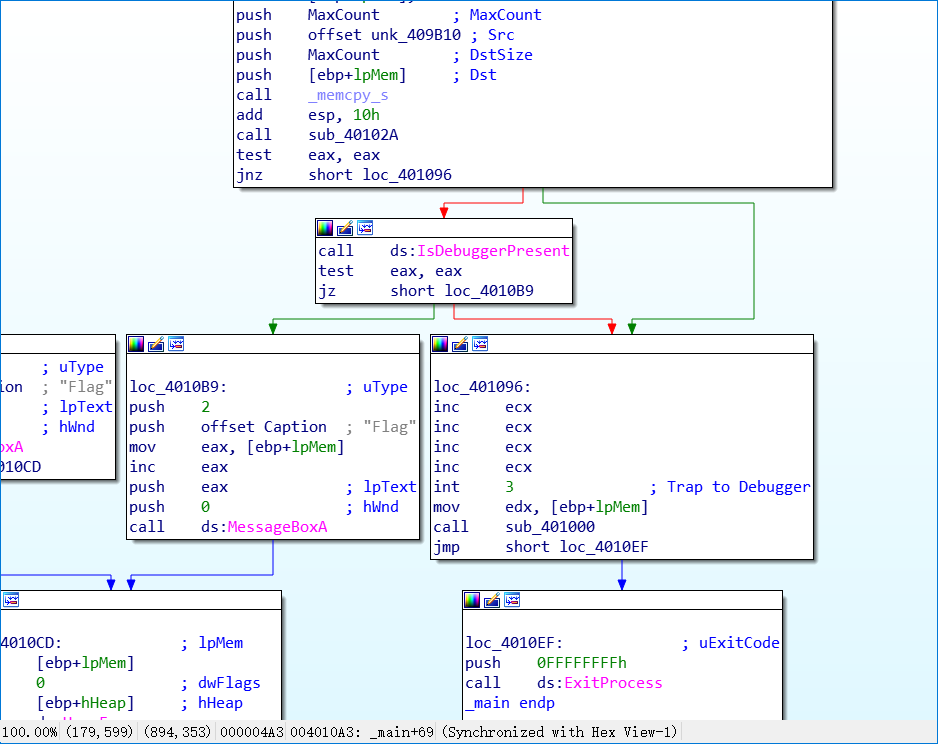 push MaxCount ; MaxCount
push offset unk_409B10 ; Src
push MaxCount ; DstSize
push [ebp+lpMem] ; Dst
call _memcpy_s
add esp, 10h
call sub_40102A
test eax, eax
jnz short loc_401096
call ds:IsDebuggerPresent
test eax, eax
jz short loc_4010B9
; uType
ion ; "Flag"
; lpText
; hWnd
oxA
010CD
loc_4010B9: ; uType
push 2
push offset Caption ; "Flag"
mov eax, [ebp+lpMem]
inc eax
push eax ; lpText
push 0 ; hWnd
call ds:MessageBoxA
loc_401096:
inc ecx
inc ecx
inc ecx
inc ecx
int 3 ; Trap to Debugger
mov edx, [ebp+lpMem]
call sub_401000
jmp short loc_4010EF
4010CD: ; lpMem
[ebp+lpMem]
0 ; dwFlags
[ebp+hHeap] ; hHeap
loc_4010EF: ; uExitCode
push 0FFFFFFFFh
call ds:ExitProcess
_main endp
100.00% (179,599) (894,353) 000004A3 004010A3: _main+69 (Synchronized with Hex View-1)